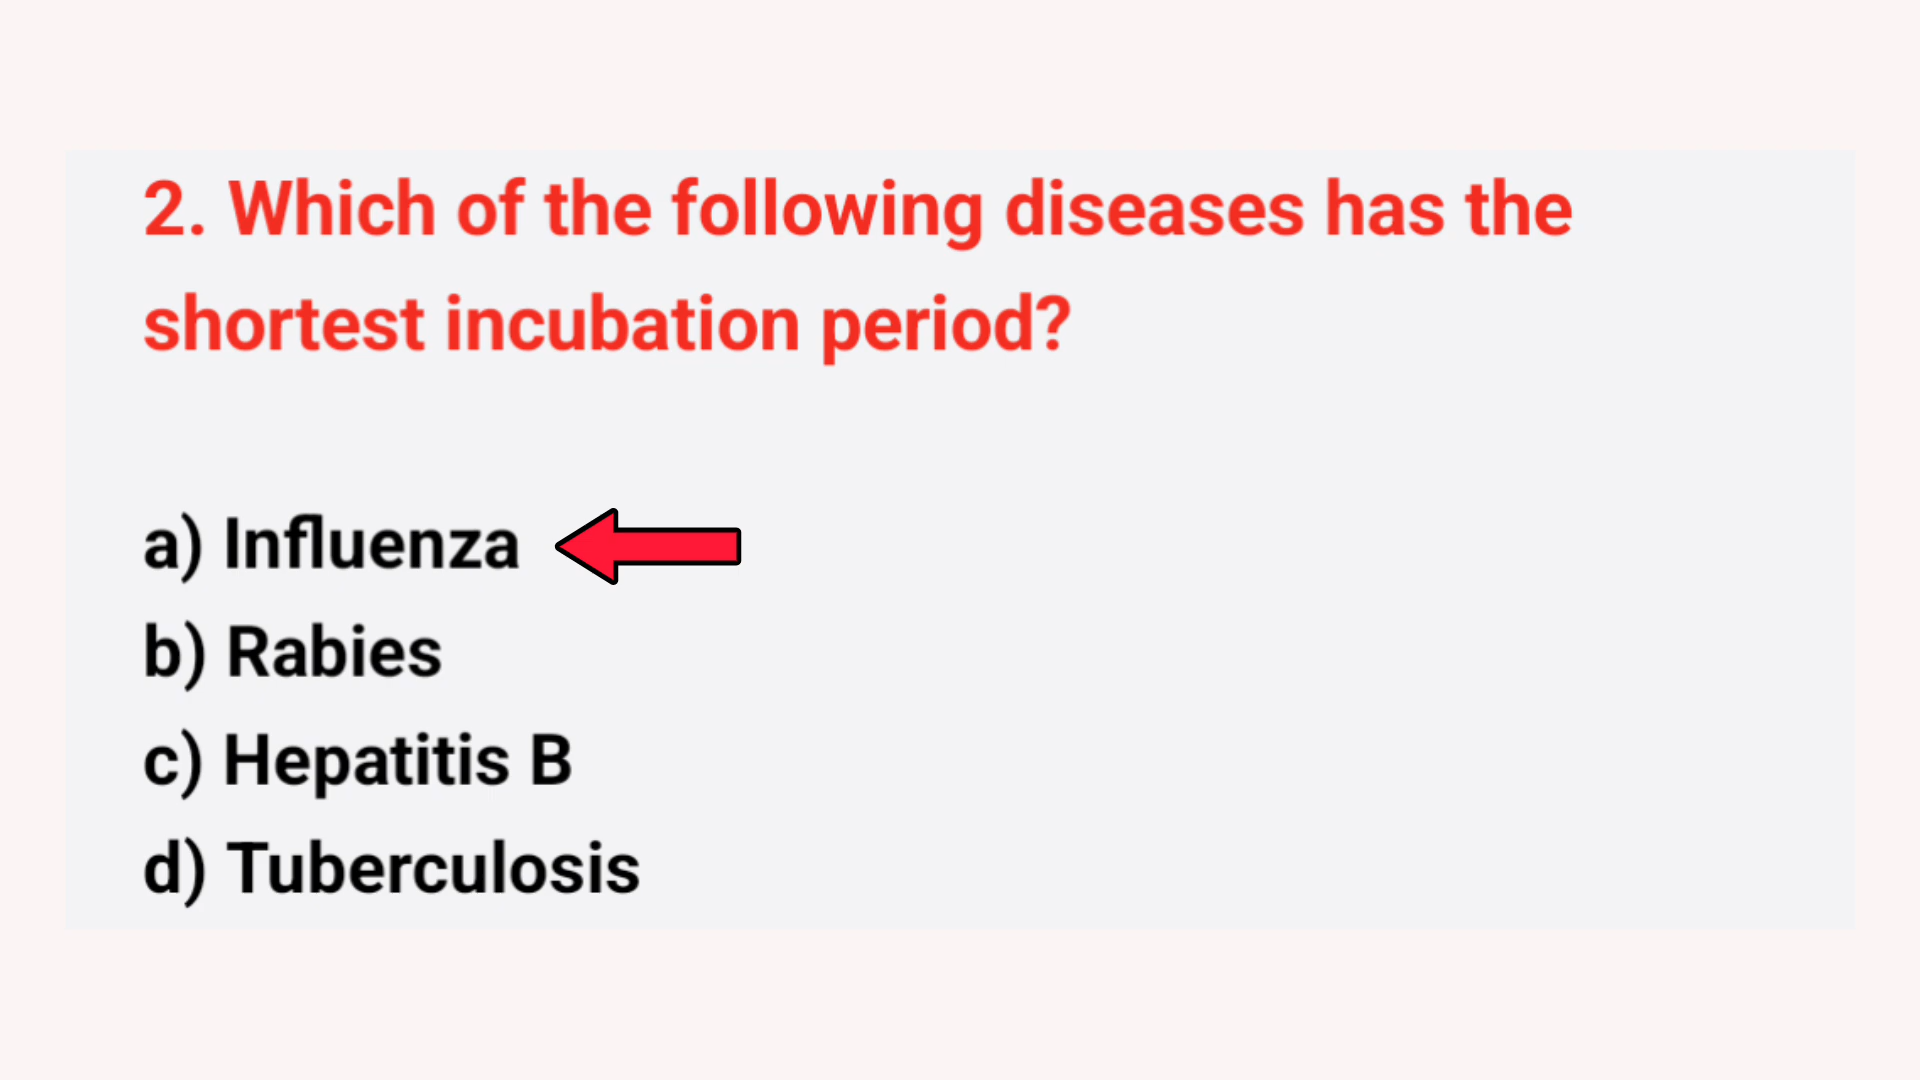 2. Which of the following diseases has the
shortest incubation period?
a) Influenza
b) Rabies
c) Hepatitis B
d) Tuberculosis